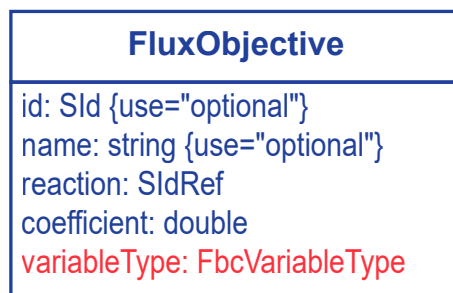 FluxObjective
id: SId {use="optional"}
name: string {use="optional"}
reaction: SIdRef
coefficient: double
variableType: FbcVariableType